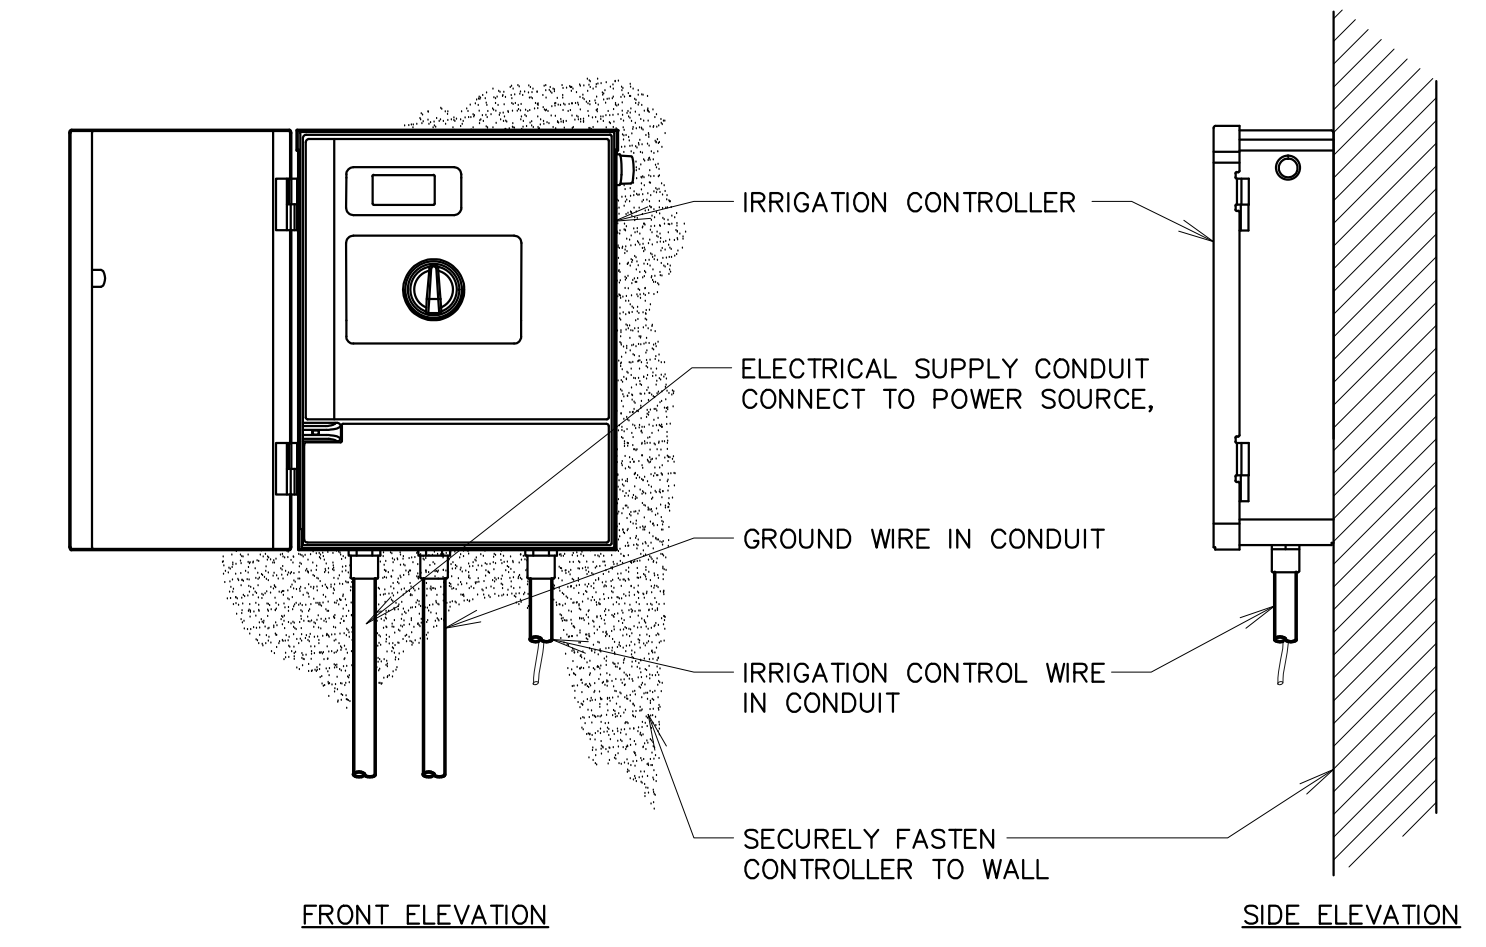 IRRIGATION CONTROLLER
ELECTRICAL SUPPLY CONDUIT
CONNECT TO POWER SOURCE,
GROUND WIRE IN CONDUIT
IRRIGATION CONTROL WIRE
IN CONDUIT
SECURELY FASTEN
CONTROLLER TO WALL
FRONT ELEVATION
SIDE ELEVATION